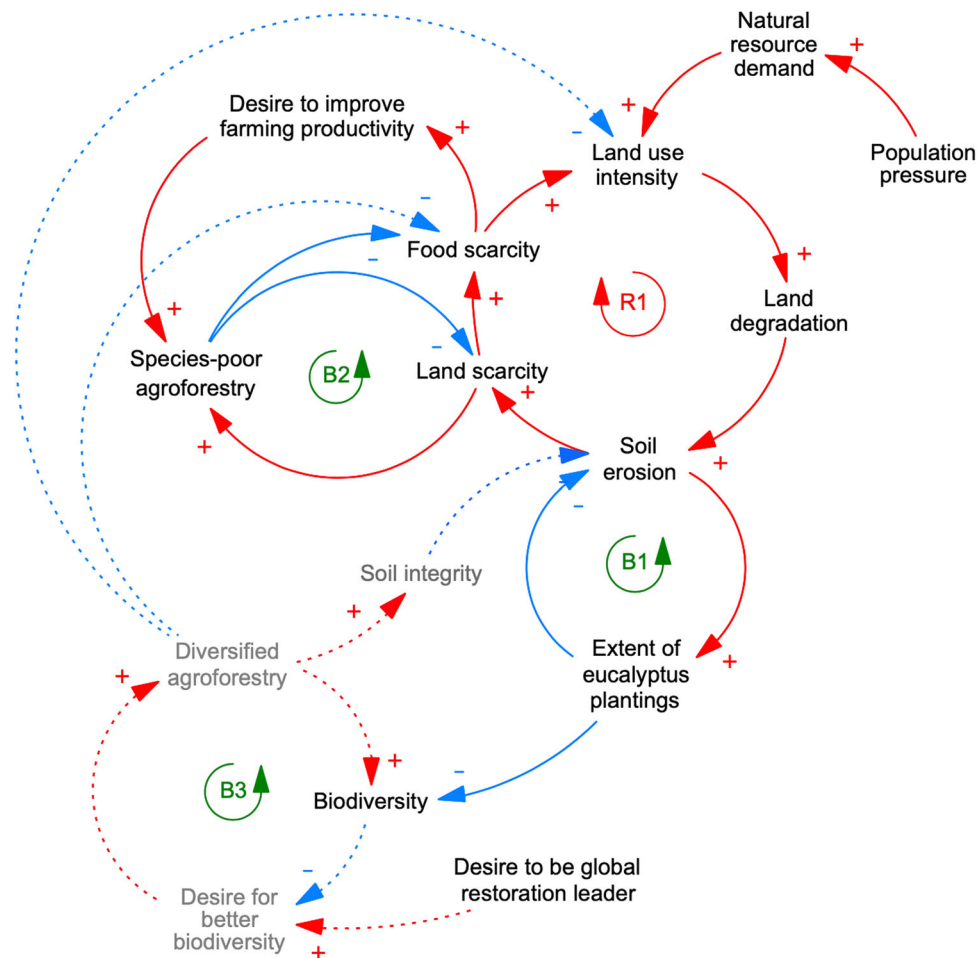 Natural
resource
demand
+
Desire to improve
farming productivity
+
+
–
Land use
intensity
Population
pressure
+
–
Food scarcity
–
+
+
R1
Land
degradation
+
Species-poor
agroforestry
B2
–
Land scarcity
+
+
Soil
erosion
+
–
–
B1
Soil integrity
+
Diversified
agroforestry
+
Extent of
eucalyptus
plantings
+
B3
+
–
Biodiversity
–
Desire to be global
restoration leader
Desire for
better
biodiversity
+